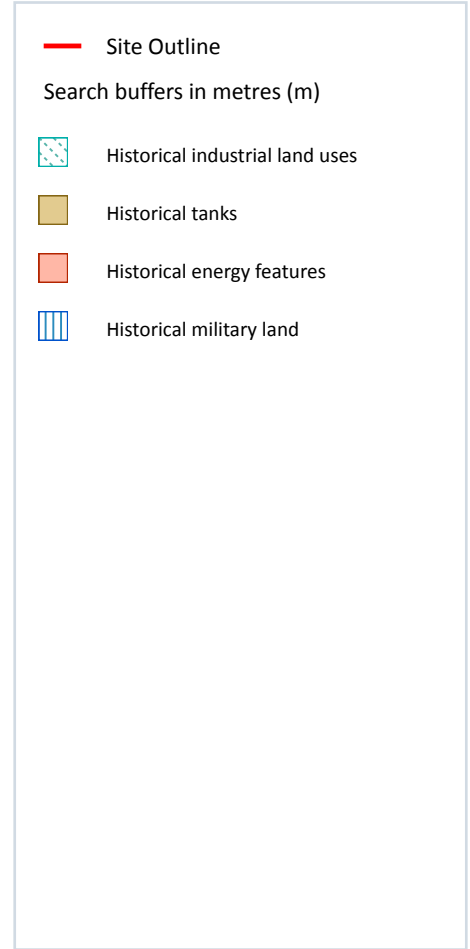 Site Outline
Search buffers in metres (m)
Historical industrial land uses
Historical tanks
Historical energy features
Historical military land